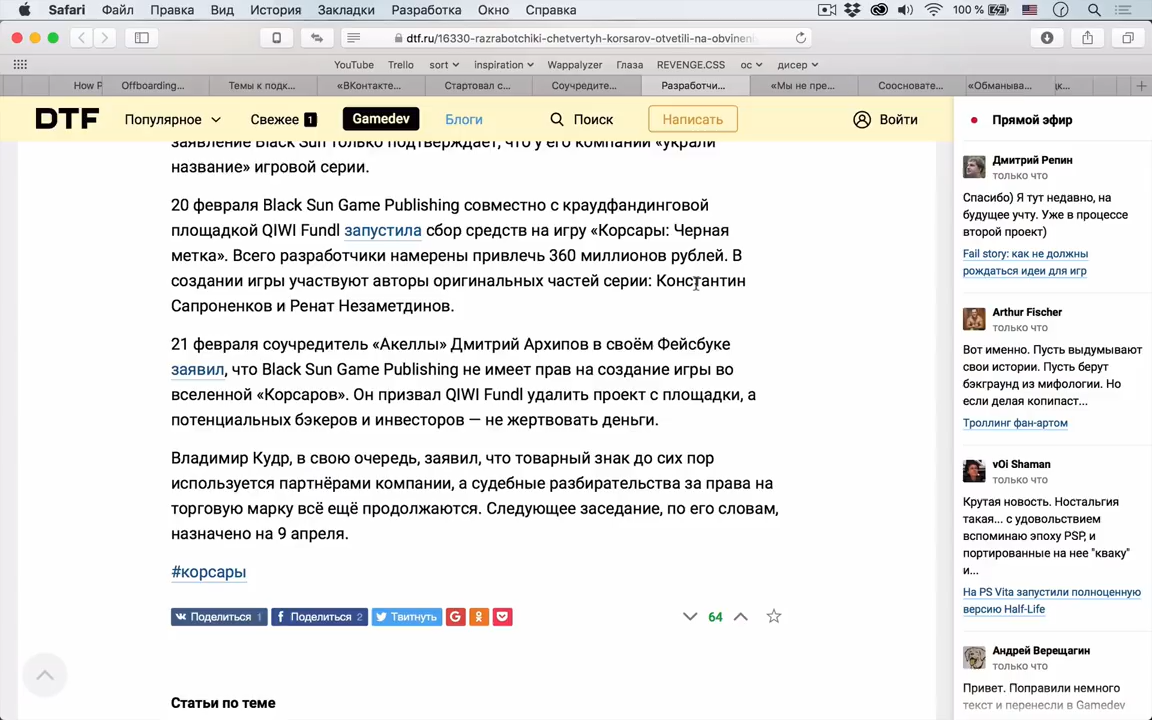 Safari Файл Правка Вид История Закладки Разработка Окно Справка 100 %
dtf.ru/16330-razrabotchiki-chetvertyh-korsarov-otvetili-na-obvineni
YouTube Trello sort inspiration Wappalyzer Глаза REVENGE.CSS ос дисер
How P Offboarding... Темы к подк... «ВКонтакте... Стартовал с... Соучредите... Разработчи... «Мы не пре... Сооснователе... «Обманыва...
DTF Популярное Свежее 1 Gamedev Блоги Поиск Написать Войти
заявление Black Sun только подтверждает, что у его компании «украли
название» игровой серии.
20 февраля Black Sun Game Publishing совместно с краудфандинговой
площадкой QIWI Fundl запустила сбор средств на игру «Корсары: Черная
метка». Всего разработчики намерены привлечь 360 миллионов рублей. В
создании игры участвуют авторы оригинальных частей серии: Константин
Сапроненков и Ренат Незаметдинов.
21 февраля соучредитель «Акеллы» Дмитрий Архипов в своём Фейсбуке
заявил, что Black Sun Game Publishing не имеет прав на создание игры во
вселенной «Корсаров». Он призвал QIWI Fundl удалить проект с площадки, а
потенциальных бэкеров и инвесторов — не жертвовать деньги.
Владимир Кудр, в свою очередь, заявил, что товарный знак до сих пор
используется партнёрами компании, а судебные разбирательства за права на
торговую марку всё ещё продолжаются. Следующее заседание, по его словам,
назначено на 9 апреля.
#корсары
Поделиться 1 Поделиться 2 Твитнуть 64
Статьи по теме
Прямой эфир
Дмитрий Репин
только что
Спасибо) Я тут недавно, на
будущее учту. Уже в процессе
второй проект)
Fail story: как не должны
рождаться идеи для игр
Arthur Fischer
только что
Вот именно. Пусть выдумывают
свои истории. Пусть берут
бэкграунд из мифологии. Но
если делая копипаст...
Троллинг фан-артом
vOi Shaman
только что
Крутая новость. Ностальгия
такая... с удовольствием
вспоминаю эпоху PSP, и
портированные на нее "кваку"
и...
На PS Vita запустили полноценную
версию Half-Life
Андрей Верещагин
только что
Привет. Поправили немного
текст и перенесли в Gamedev